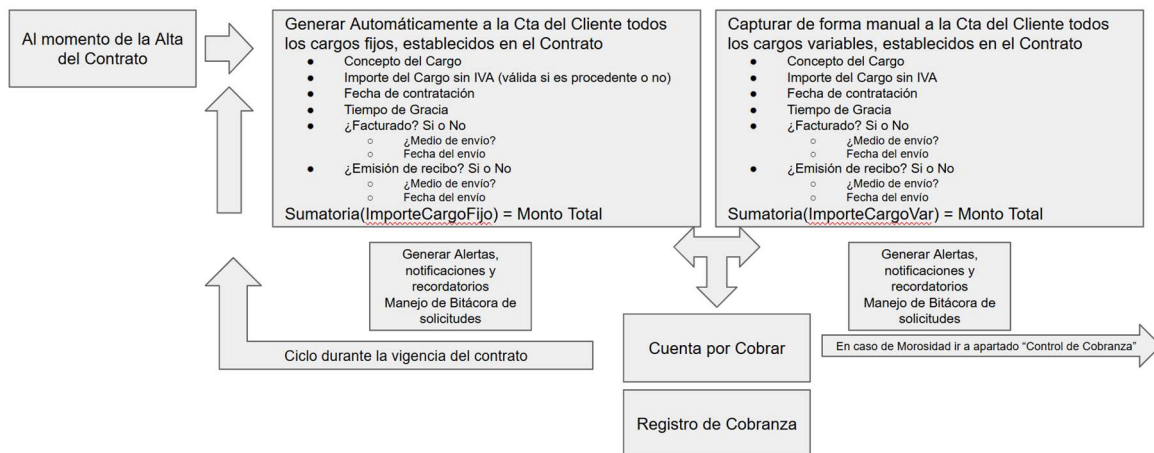 Al momento de la Alta
del Contrato
Generar Automáticamente a la Cta del Cliente todos
los cargos fijos, establecidos en el Contrato
● Concepto del Cargo
● Importe del Cargo sin IVA (válida si es procedente o no)
● Fecha de contratación
● Tiempo de Gracia
● ¿Facturado? Si o No
○ ¿Medio de envío?
○ Fecha del envío
● ¿Emisión de recibo? Si o No
○ ¿Medio de envío?
○ Fecha del envío
Sumatoria(ImporteCargoFijo) = Monto Total
Capturar de forma manual a la Cta del Cliente todos
los cargos variables, establecidos en el Contrato
● Concepto del Cargo
● Importe del Cargo sin IVA
● Fecha de contratación
● Tiempo de Gracia
● ¿Facturado? Si o No
○ ¿Medio de envío?
○ Fecha del envío
● ¿Emisión de recibo? Si o No
○ ¿Medio de envío?
○ Fecha del envío
Sumatoria(ImporteCargoVar) = Monto Total
Generar Alertas,
notificaciones y
recordatorios
Manejo de Bitácora de
solicitudes
Generar Alertas,
notificaciones y
recordatorios
Manejo de Bitácora de
solicitudes
Ciclo durante la vigencia del contrato
Cuenta por Cobrar
En caso de Morosidad ir a apartado “Control de Cobranza”
Registro de Cobranza